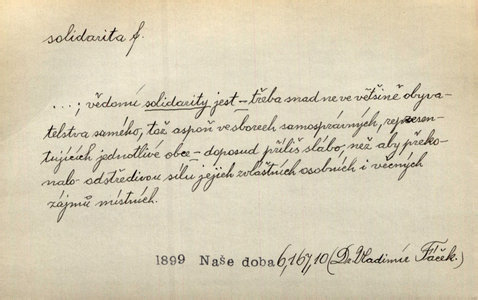 solidarita f.
...; vědomí solidarity jest – třeba snad ne ve většině obyva-
telstva samého, tož aspoň ve sborech samosprávných, represen-
tujících jednotlivé obce – doposud příliš slabo, než aby překo-
nalo odstředivou sílu jejich zvláštních osobních i věcných
zájmů místních.
1899 Naše doba 6,167,10 (Dr Vladimír Fáček.)